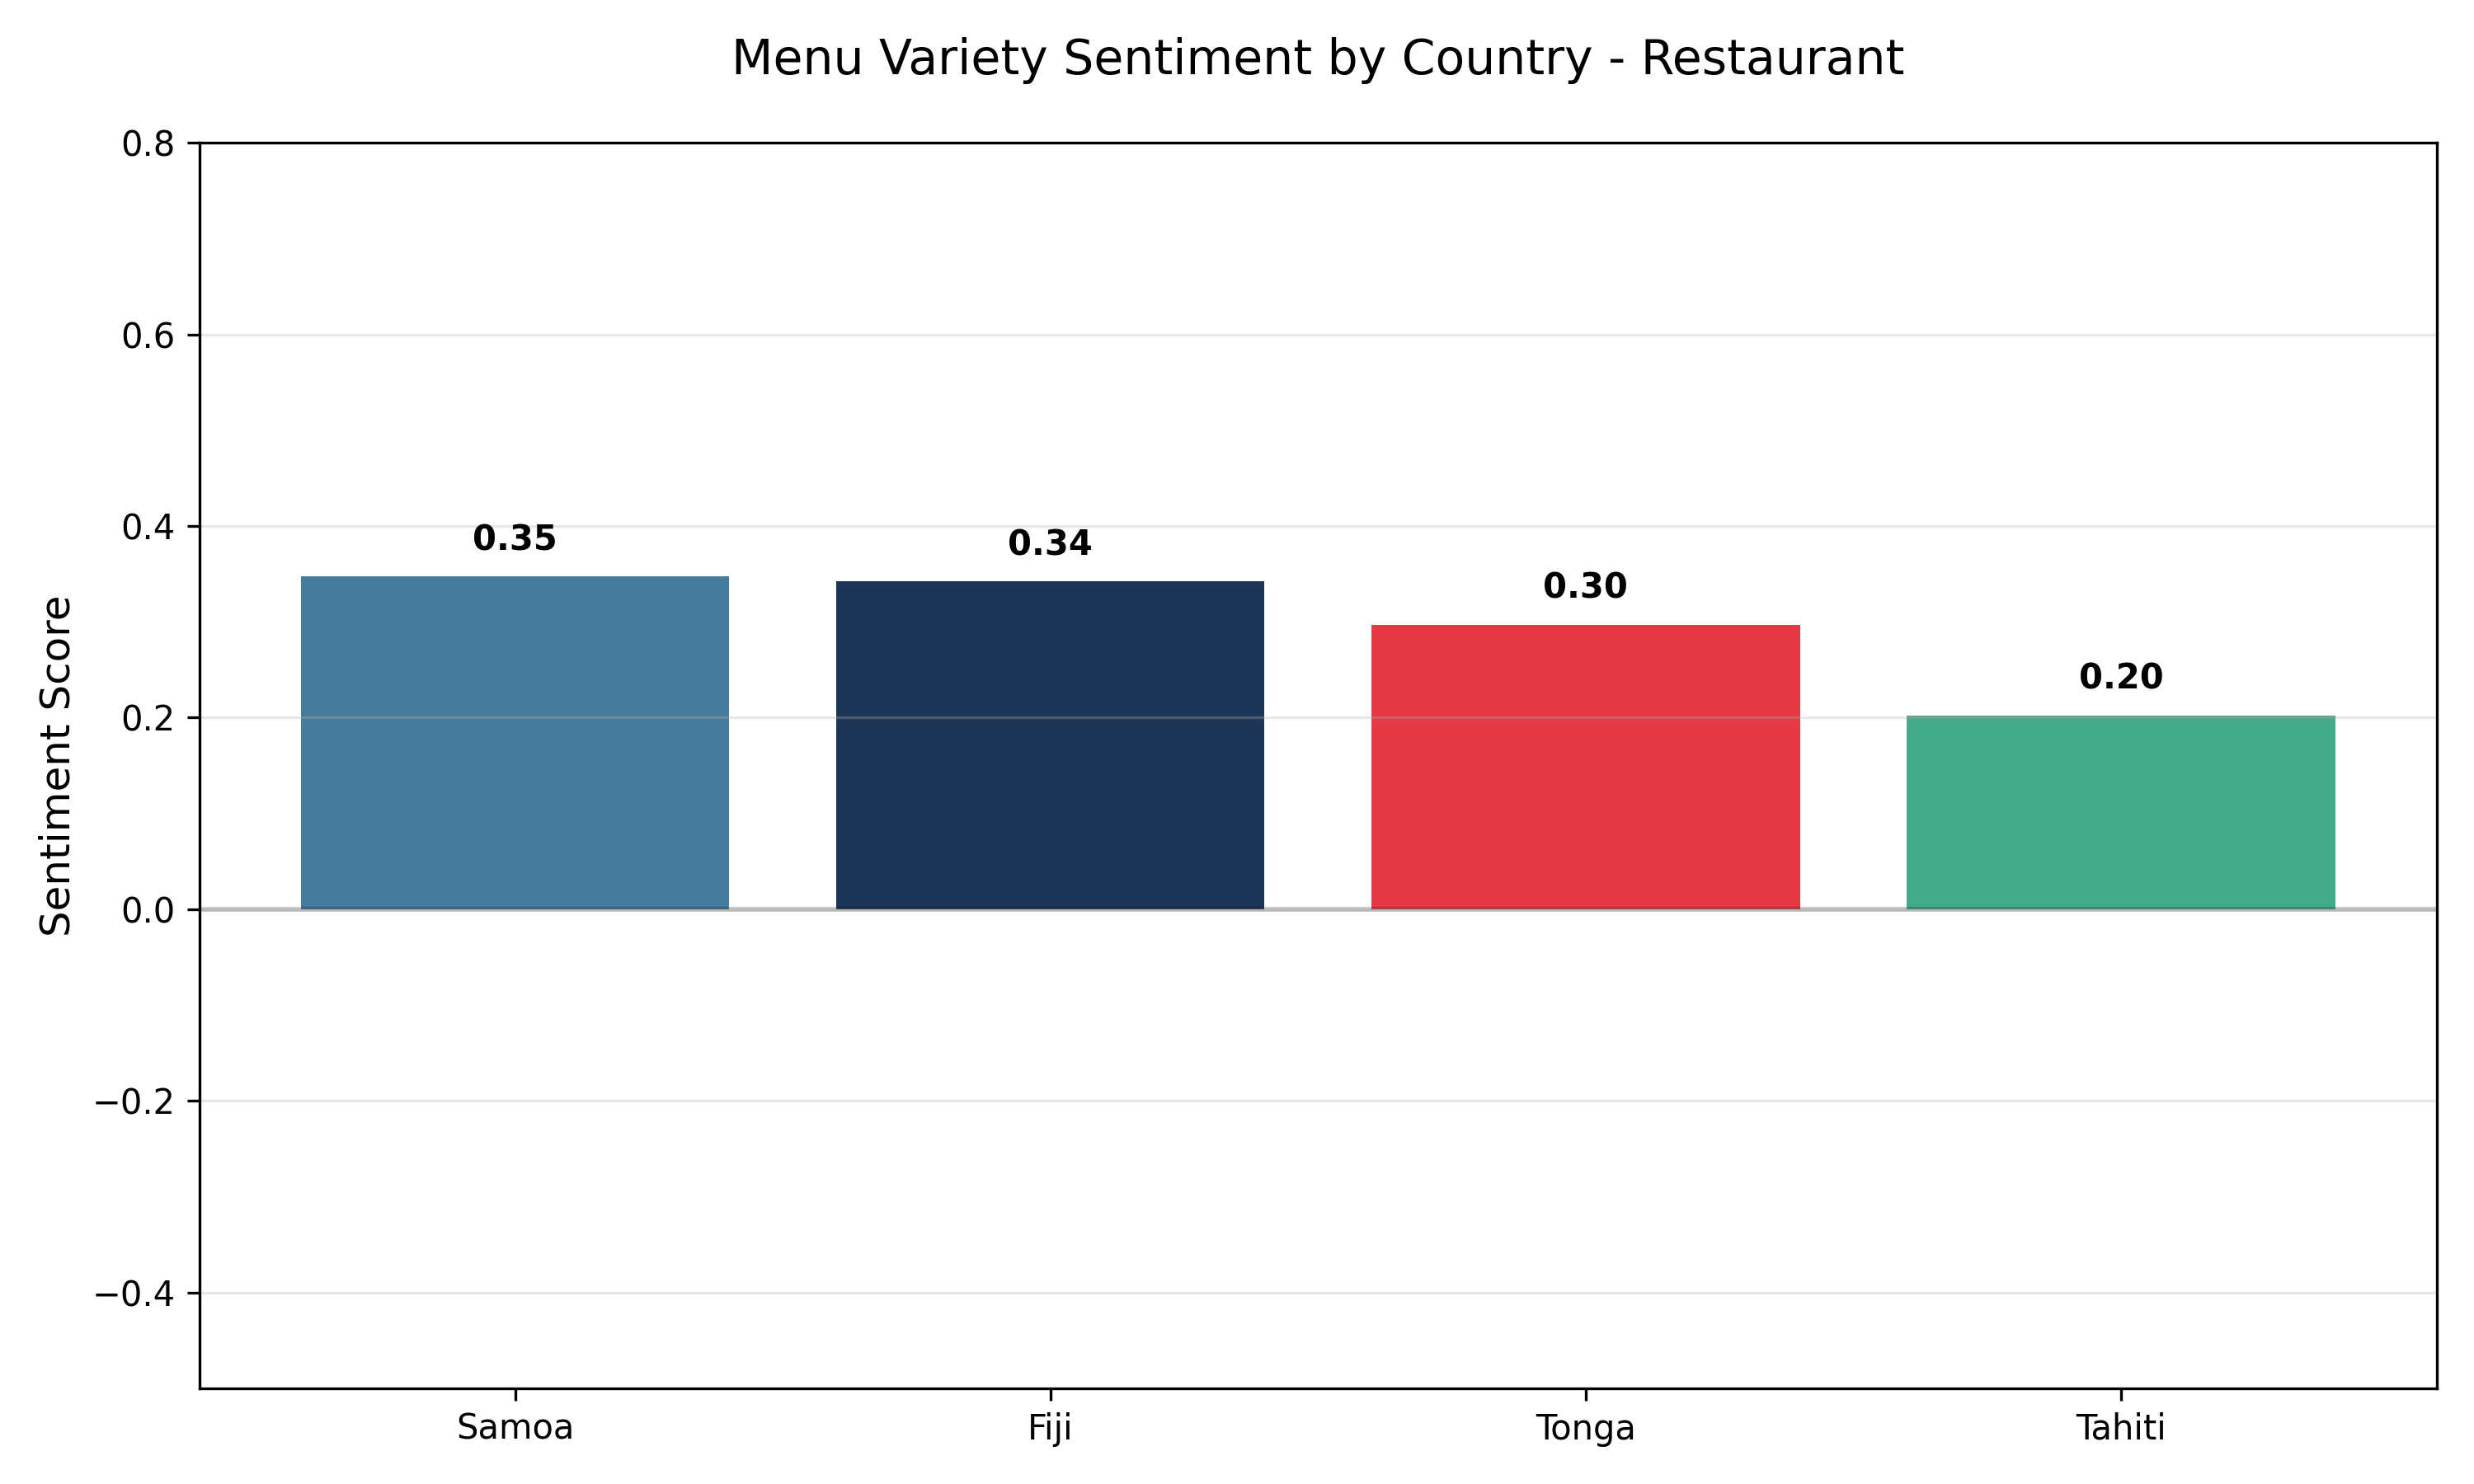 Menu Variety Sentiment by Country - Restaurant
Sentiment Score
0.8
0.6
0.4
0.2
0.0
−0.2
−0.4
0.35
0.34
0.30
0.20
Samoa
Fiji
Tonga
Tahiti